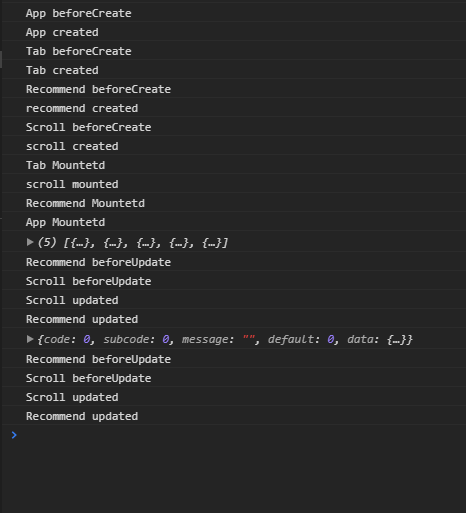 App beforeCreate
App created
Tab beforeCreate
Tab created
Recommend beforeCreate
recommend created
Scroll beforeCreate
scroll created
Tab Mountetd
scroll mounted
Recommend Mountetd
App Mountetd
▶(5) [{…}, {…}, {…}, {…}, {…}]
Recommend beforeUpdate
Scroll beforeUpdate
Scroll updated
Recommend updated
▶{code: 0, subcode: 0, message: "", default: 0, data: {…}}
Recommend beforeUpdate
Scroll beforeUpdate
Scroll updated
Recommend updated
›